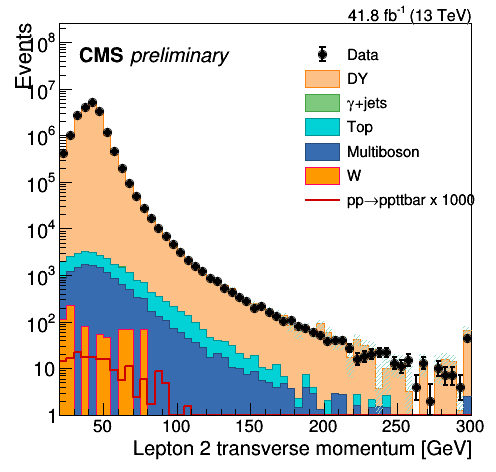 41.8 fb⁻¹ (13 TeV)
Events
CMS preliminary
Data
DY
γ+jets
Top
Multiboson
W
pp→ppttbar x 1000
10⁸
10⁷
10⁶
10⁵
10⁴
10³
10²
10
1
50 100 150 200 250 300
Lepton 2 transverse momentum [GeV]